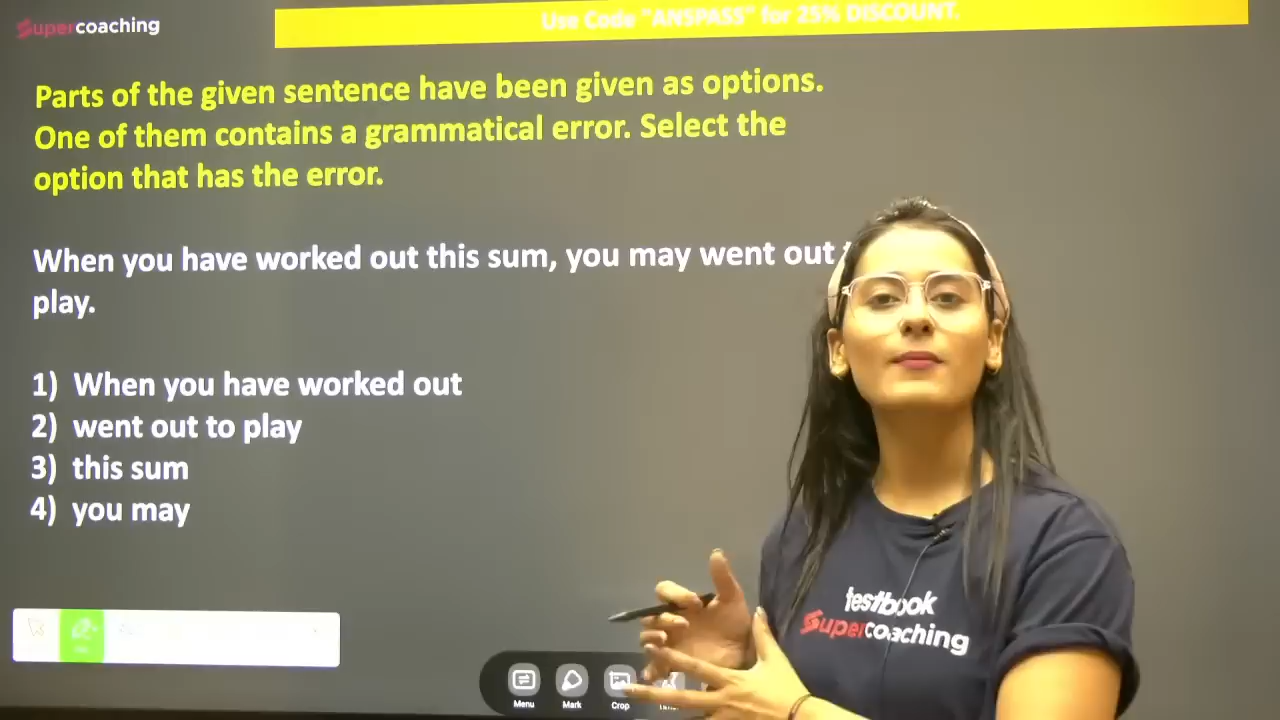 Supercoaching
Use Code "ANSPASS" for 25% DISCOUNT.
Parts of the given sentence have been given as options.
One of them contains a grammatical error. Select the
option that has the error.
When you have worked out this sum, you may went out
play.
1) When you have worked out
2) went out to play
3) this sum
4) you may
testbook
Supercoaching
Menu
Mark
Crop